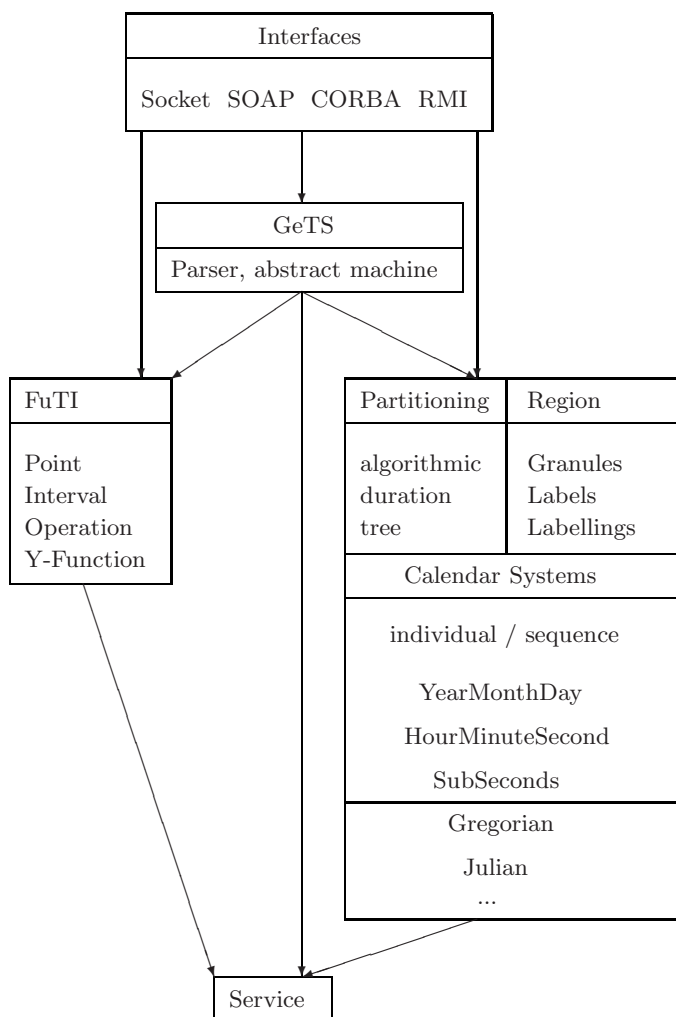 Interfaces
Socket SOAP CORBA RMI
GeTS
Parser, abstract machine
FuTI
Point
Interval
Operation
Y-Function
Partitioning
Region
algorithmic
duration
tree
Granules
Labels
Labellings
Calendar Systems
individual / sequence
YearMonthDay
HourMinuteSecond
SubSeconds
Gregorian
Julian
...
Service